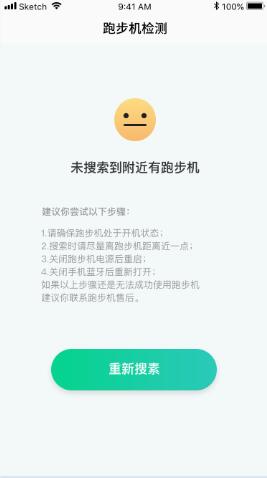 Sketch 9:41 AM 100%
跑步机检测
未搜索到附近有跑步机
建议你尝试以下步骤：
1.请确保跑步机处于开机状态；
2.搜索时请尽量离跑步机距离近一点；
3.关闭跑步机电源后重启；
4.关闭手机蓝牙后重新打开；
如果以上步骤还是无法成功使用跑步机
建议你联系跑步机售后。
重新搜素